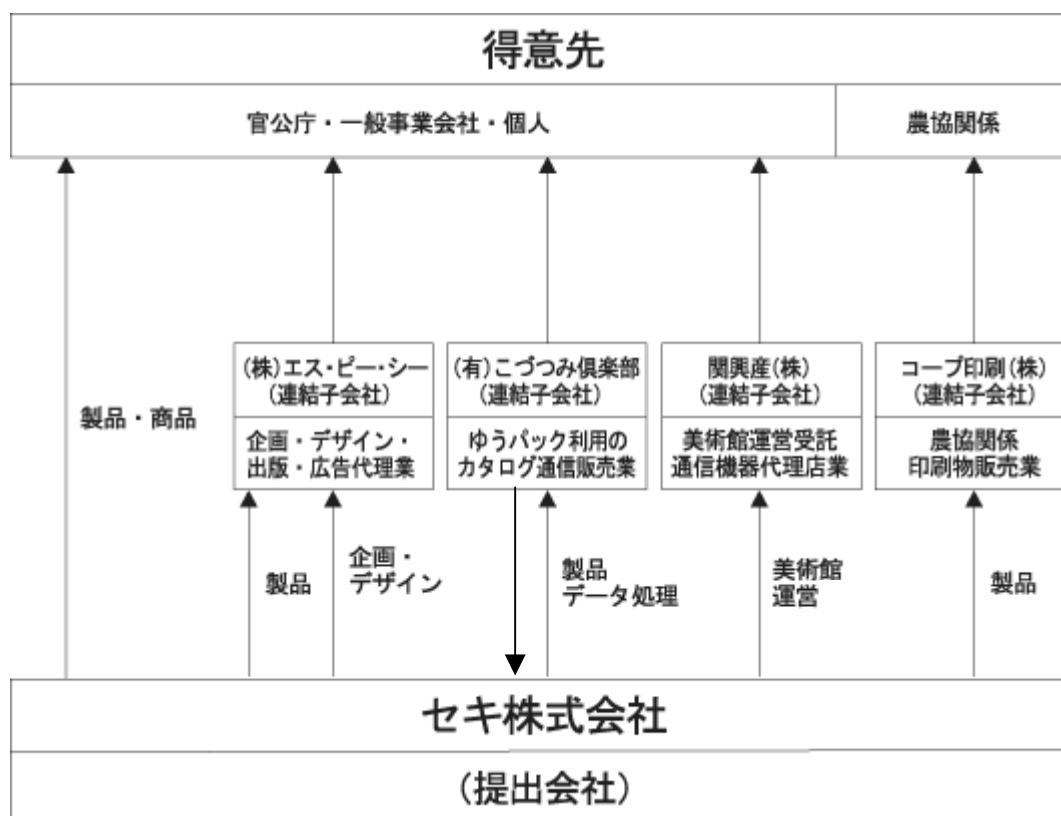 得意先
官公庁・一般事業会社・個人
農協関係
製品・商品
(株)エス・ピー・シー
(連結子会社)
企画・デザイン・
出版・広告代理業
(有)こづつみ倶楽部
(連結子会社)
ゆうパック利用の
カタログ通信販売業
関興産(株)
(連結子会社)
美術館運営受託
通信機器代理店業
コープ印刷(株)
(連結子会社)
農協関係
印刷物販売業
製品
企画・
デザイン
製品
データ処理
美術館
運営
製品
セキ株式会社
(提出会社)